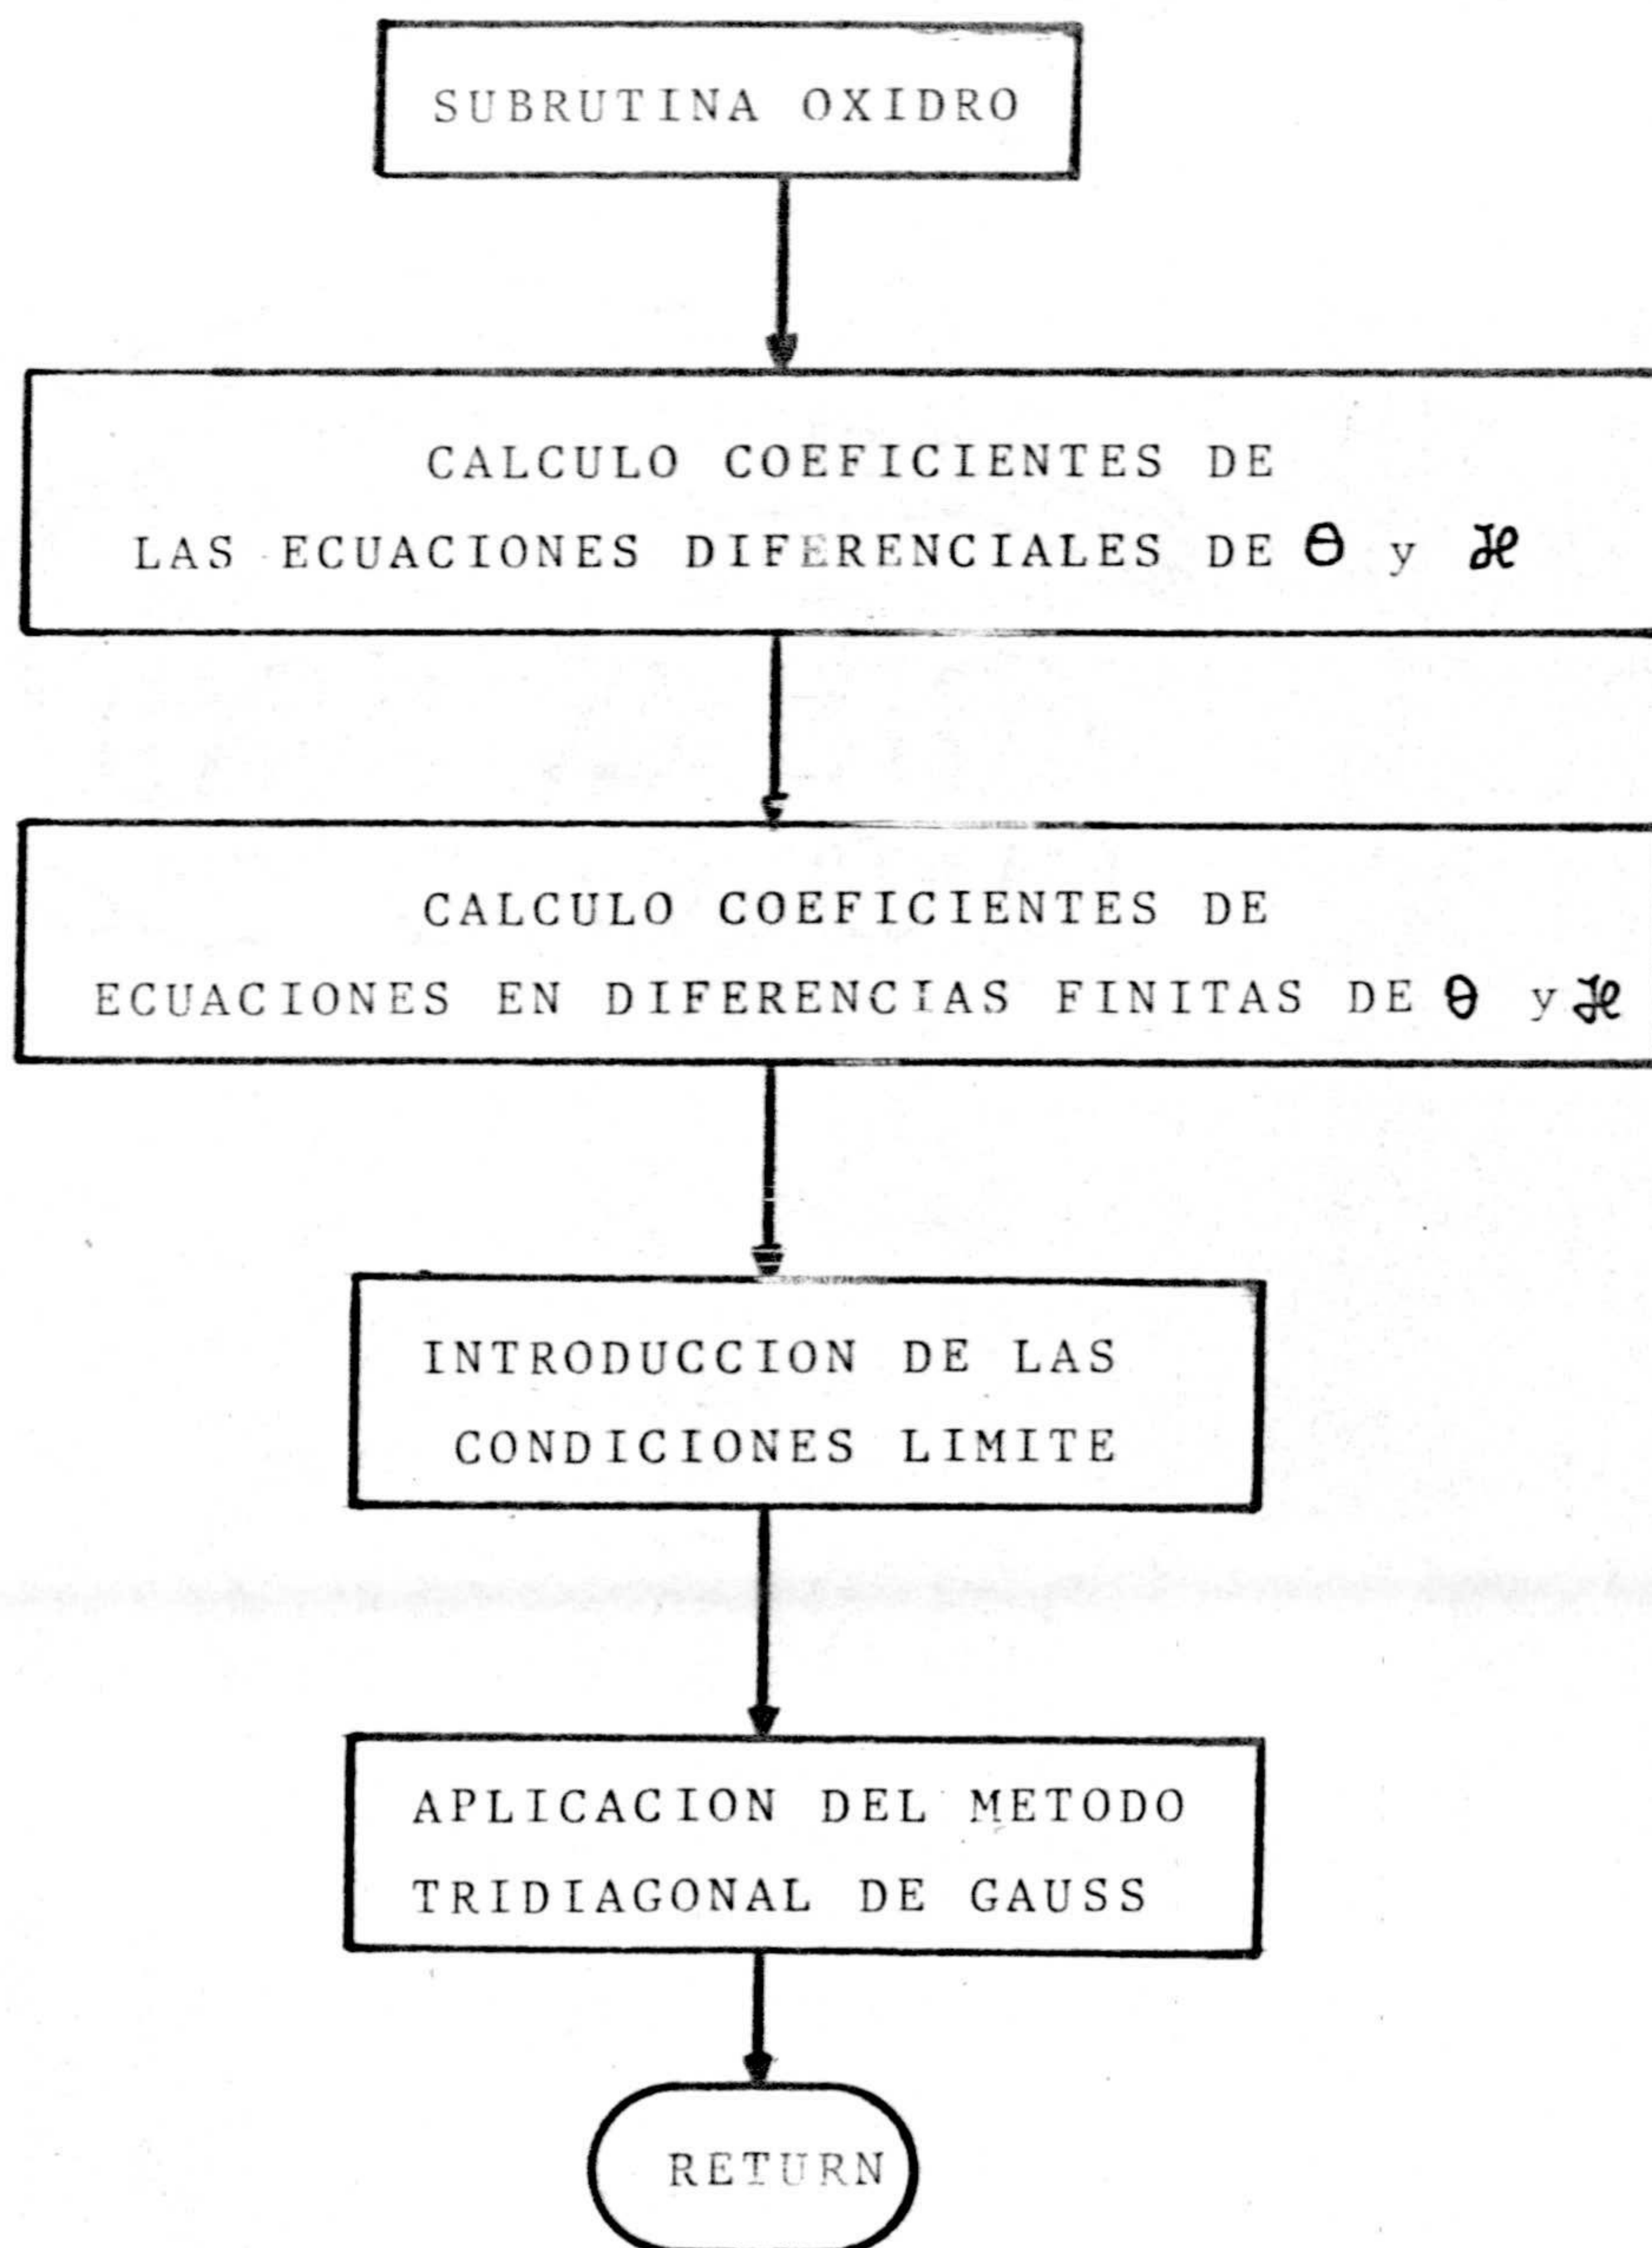 SUBRUTINA OXIDRO
CALCULO COEFICIENTES DE
LAS ECUACIONES DIFERENCIALES DE Θ y ℋ
CALCULO COEFICIENTES DE
ECUACIONES EN DIFERENCIAS FINITAS DE Θ y ℋ
INTRODUCCION DE LAS
CONDICIONES LIMITE
APLICACION DEL METODO
TRIDIAGONAL DE GAUSS
RETURN